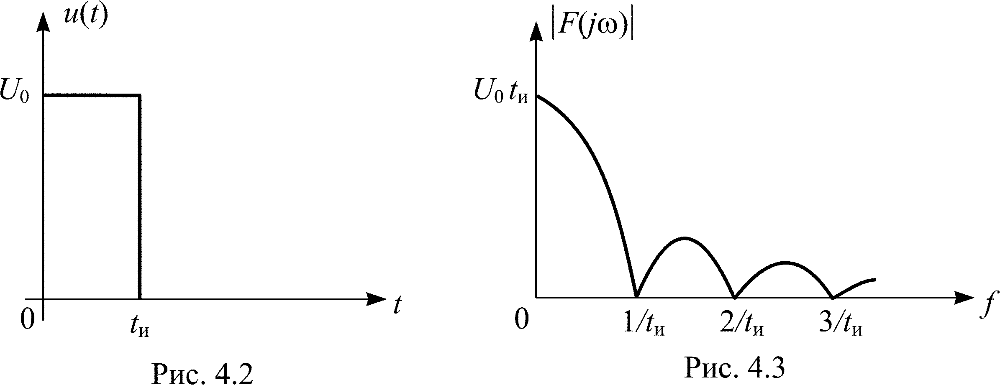 u(t)
U₀
0
tи
t
Рис. 4.2
|F(jω)|
U₀ tи
0
1/tи
2/tи
3/tи
f
Рис. 4.3